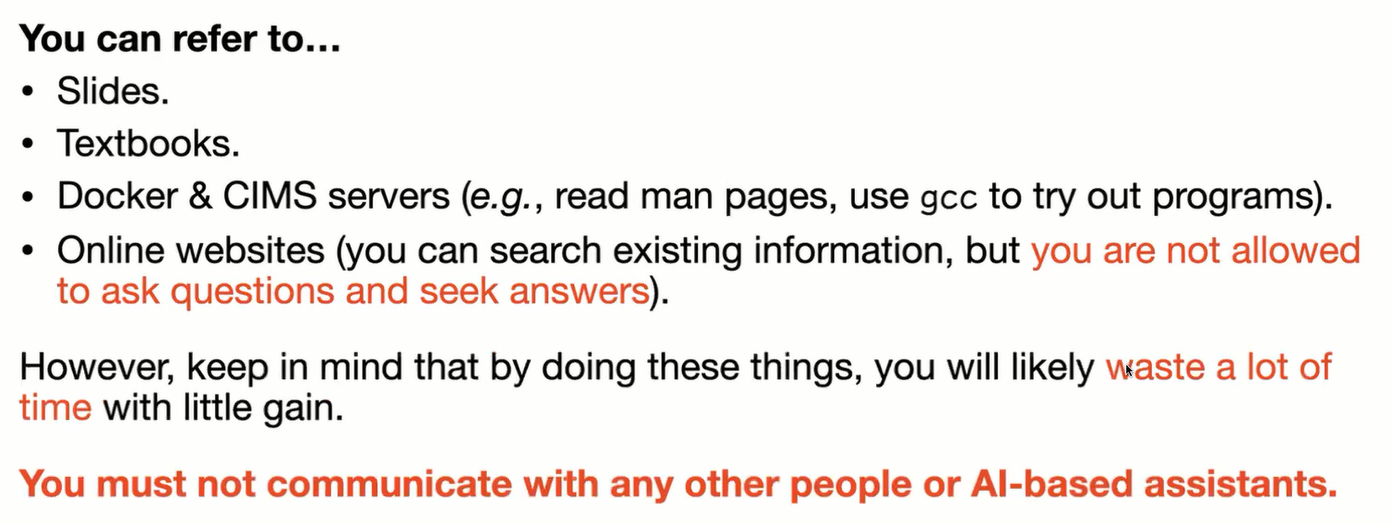 You can refer to...
• Slides.
• Textbooks.
• Docker & CIMS servers (e.g., read man pages, use gcc to try out programs).
• Online websites (you can search existing information, but you are not allowed
to ask questions and seek answers).
However, keep in mind that by doing these things, you will likely waste a lot of
time with little gain.
You must not communicate with any other people or AI-based assistants.